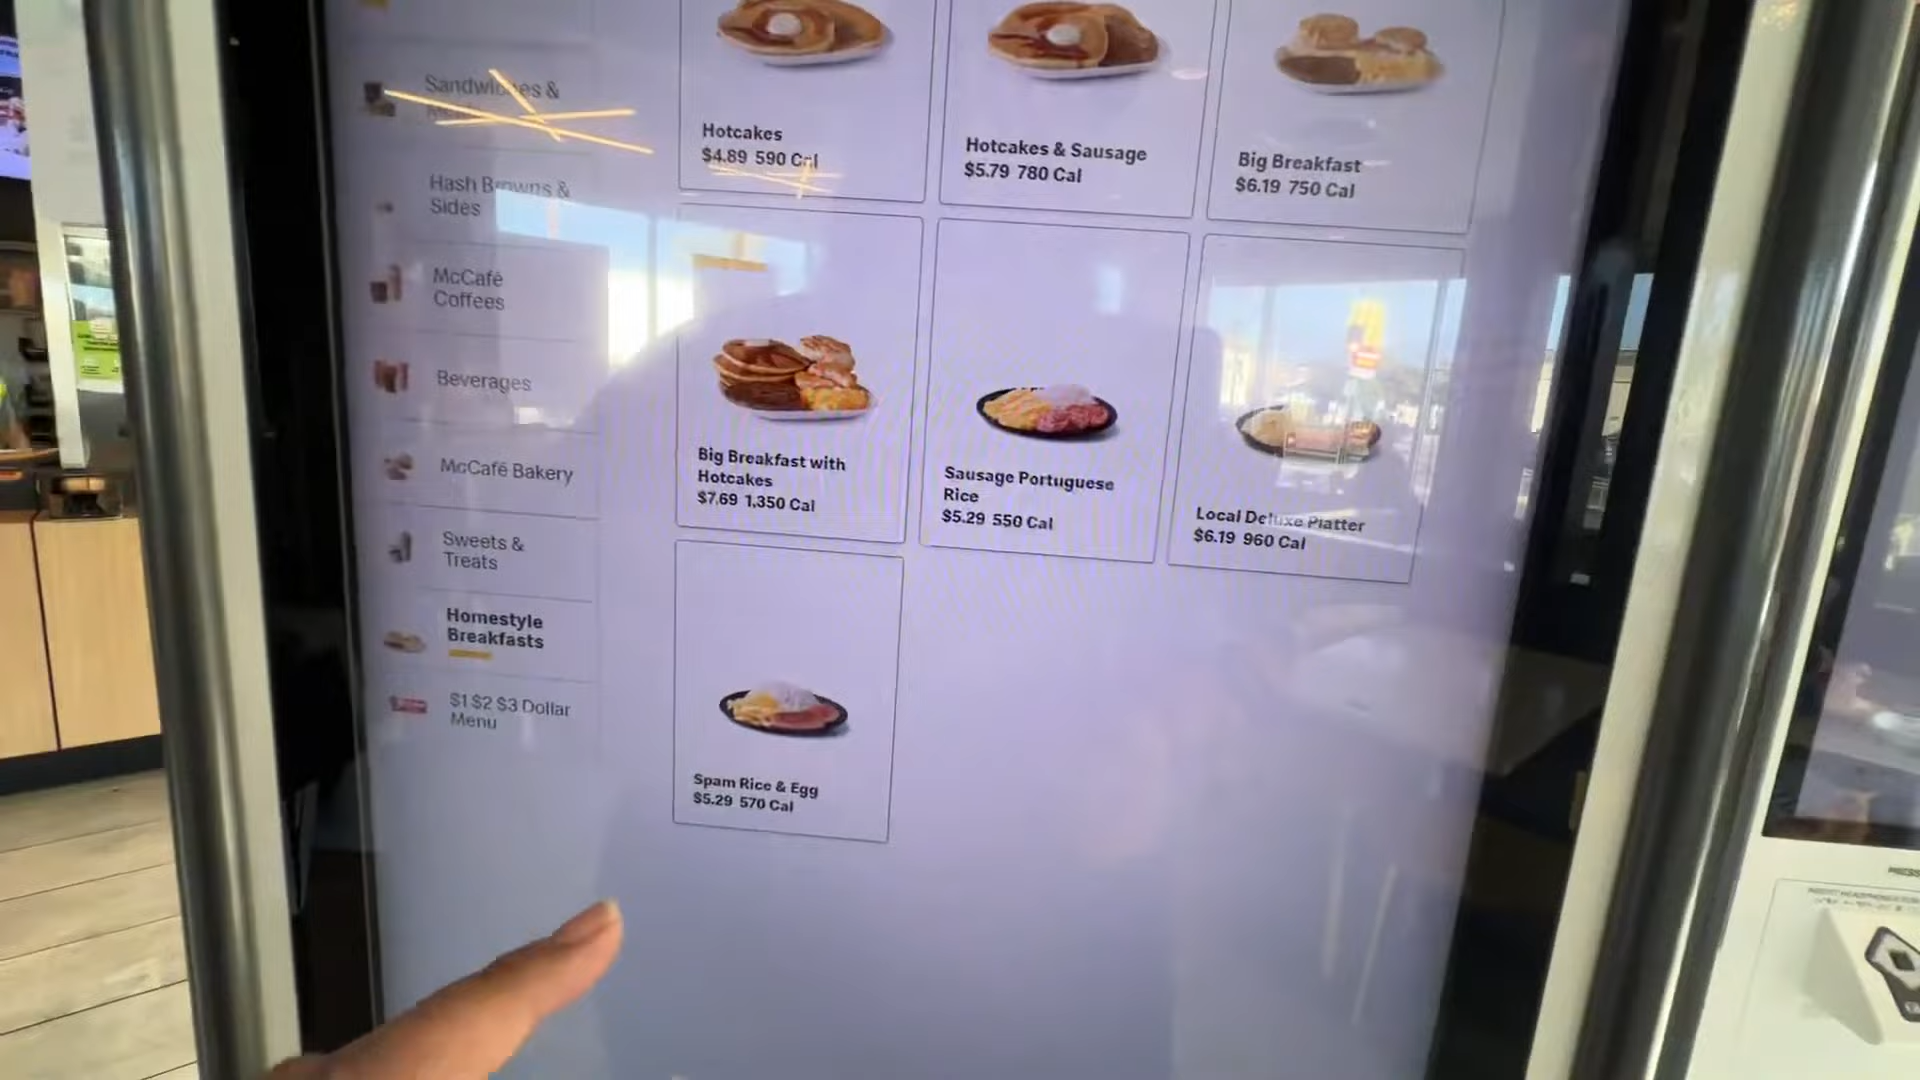 Sandwiches &
Hash Browns &
Sides
McCafé
Coffees
Beverages
McCafé Bakery
Sweets &
Treats
Homestyle
Breakfasts
$1 $2 $3 Dollar
Menu
Hotcakes
$4.89 590 Cal
Hotcakes & Sausage
$5.79 780 Cal
Big Breakfast
$6.19 750 Cal
Big Breakfast with
Hotcakes
$7.69 1,350 Cal
Sausage Portuguese
Rice
$5.29 550 Cal
Local Deluxe Platter
$6.19 960 Cal
Spam Rice & Egg
$5.29 570 Cal